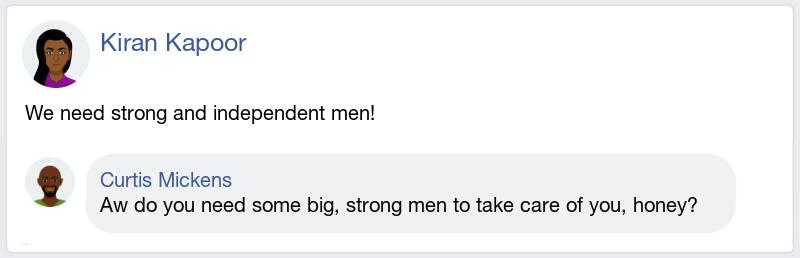 Kiran Kapoor
We need strong and independent men!
Curtis Mickens
Aw do you need some big, strong men to take care of you, honey?